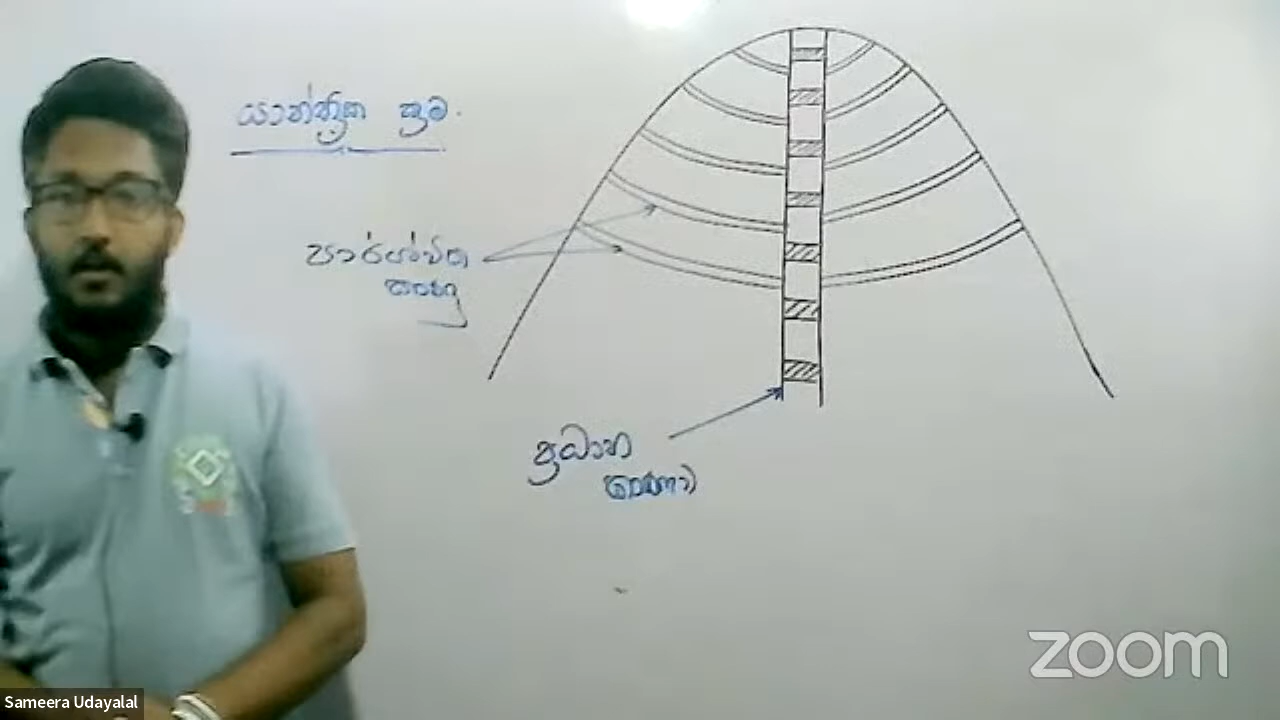 යාන්ත්‍රික ක්‍රම.
පාර්ශ්වික
කානු
ප්‍රධාන
කානුව
zoom
Sameera Udayalal